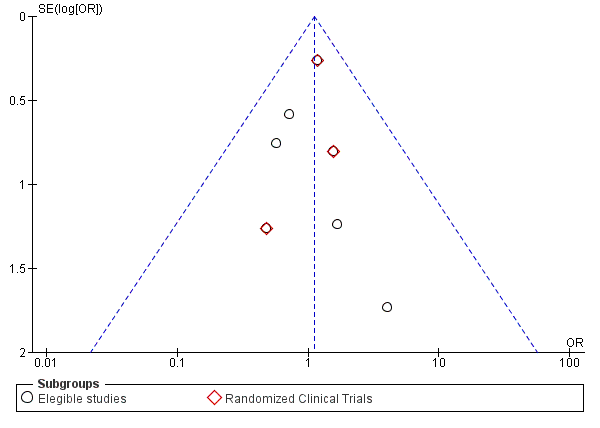 SE(log[OR])
0
0.5
1
1.5
2
OR
0.01 0.1 1 10 100
Subgroups
Elegible studies Randomized Clinical Trials